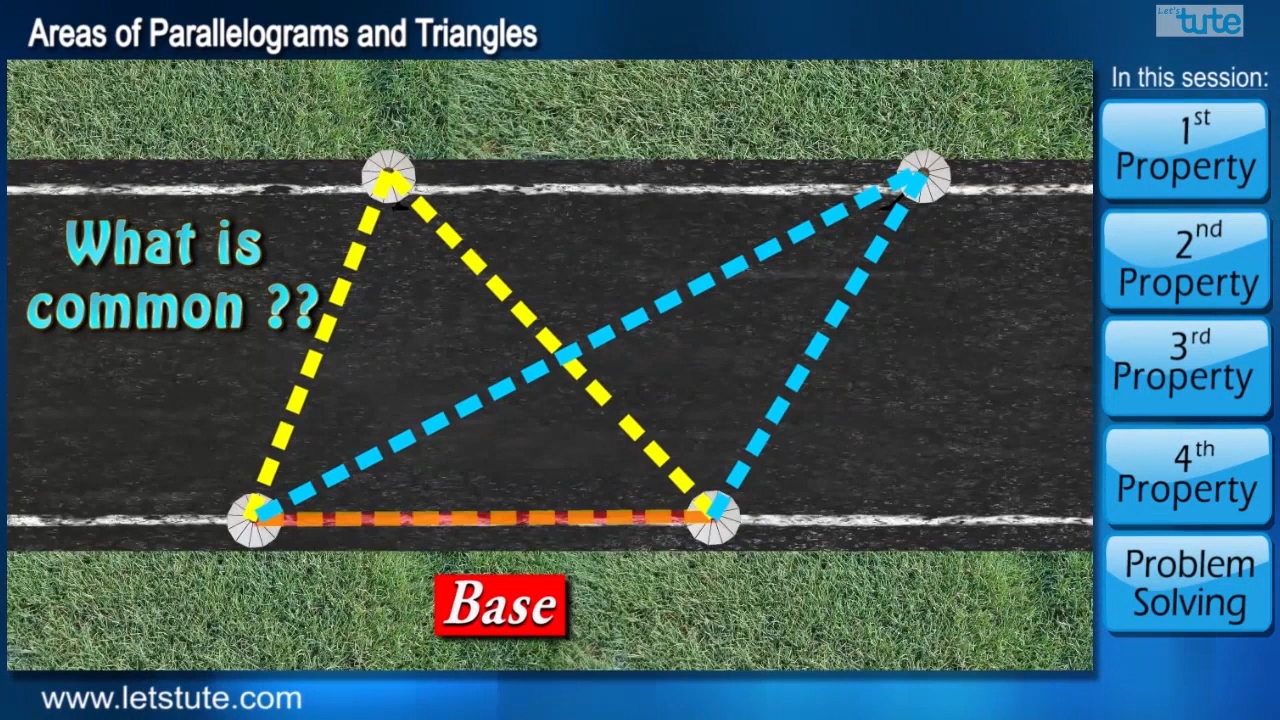 Areas of Parallelograms and Triangles
Let's
tute
In this session:
What is
common ??
Base
1st
Property
2nd
Property
3rd
Property
4th
Property
Problem
Solving
www.letstute.com